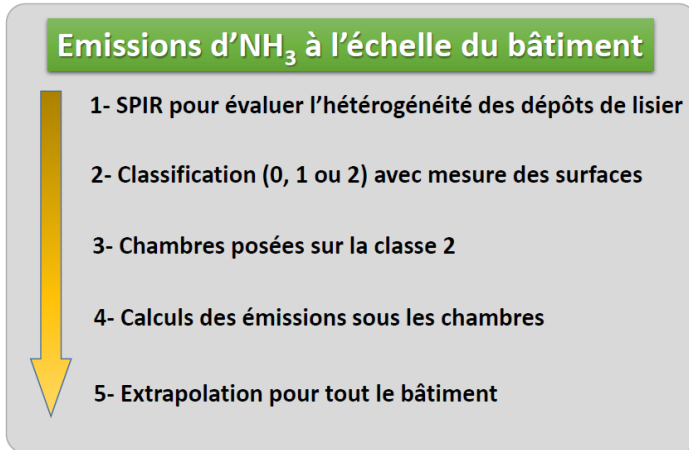 Emissions d'NH₃ à l'échelle du bâtiment
1- SPIR pour évaluer l'hétérogénéité des dépôts de lisier
2- Classification (0, 1 ou 2) avec mesure des surfaces
3- Chambres posées sur la classe 2
4- Calculs des émissions sous les chambres
5- Extrapolation pour tout le bâtiment